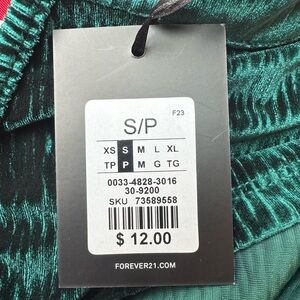 F23
S/P
XS S M L XL
TP P M G TG
0033-4828-3016
30-9200
SKU 73589558
$ 12.00
FOREVER21.COM